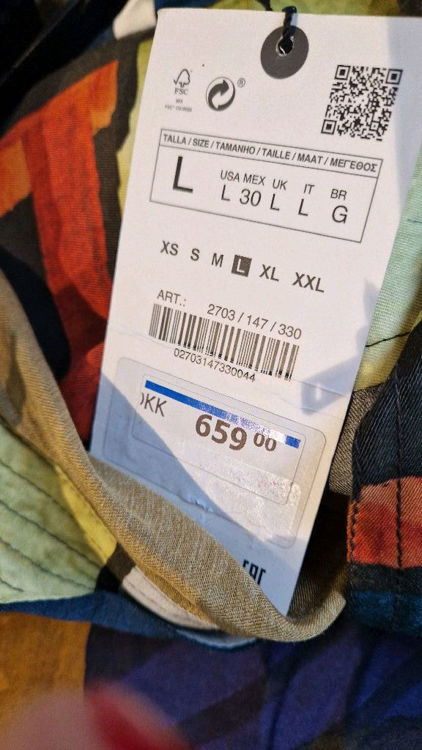 FSC
®
TALLA / SIZE / TAMANHO / TAILLE / MAAT / ΜΕΓΕΘΟΣ
L
USA MEX UK IT BR
L 30 L L G
XS S M L XL XXL
ART.: 2703 / 147 / 330
02703147330044
KK
659 00